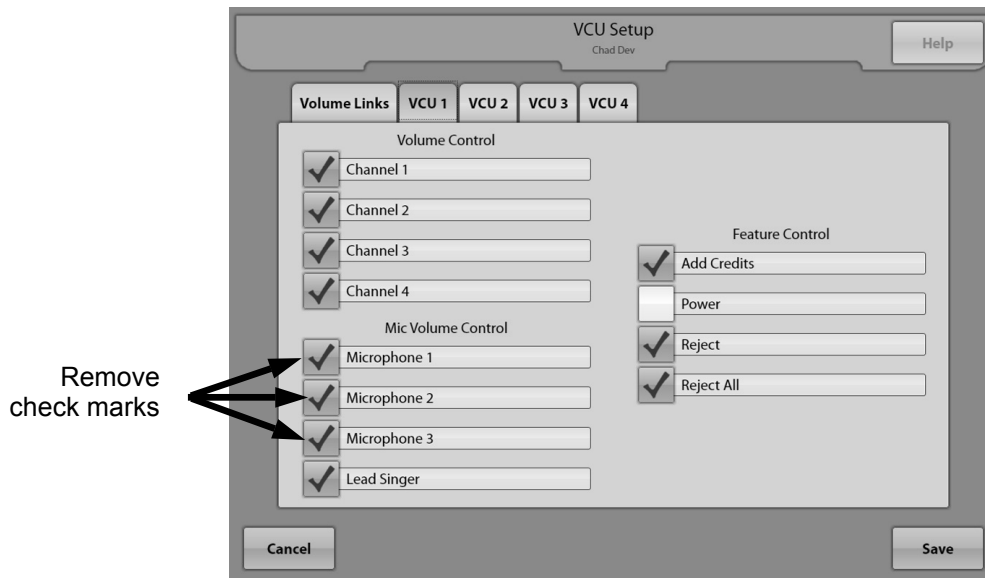 VCU Setup
Chad Dev
Help
Volume Links
VCU 1
VCU 2
VCU 3
VCU 4
Volume Control
Channel 1
Channel 2
Channel 3
Channel 4
Mic Volume Control
Microphone 1
Microphone 2
Microphone 3
Lead Singer
Feature Control
Add Credits
Power
Reject
Reject All
Remove
check marks
Cancel
Save